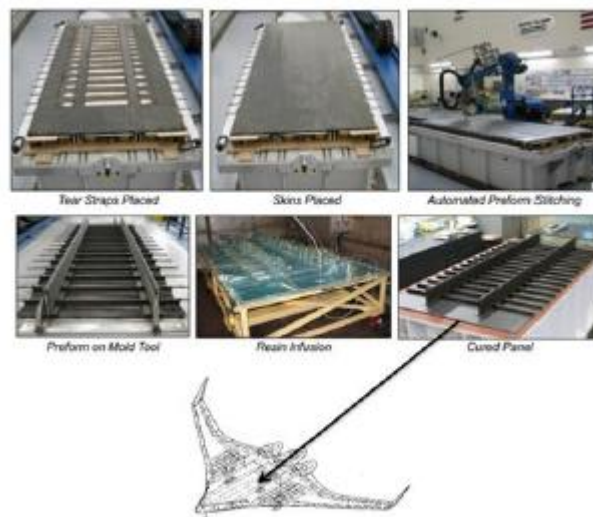 Tear Straps Placed
Skins Placed
Automated Preform Stitching
Preform on Mold Tool
Resin Infusion
Cured Panel